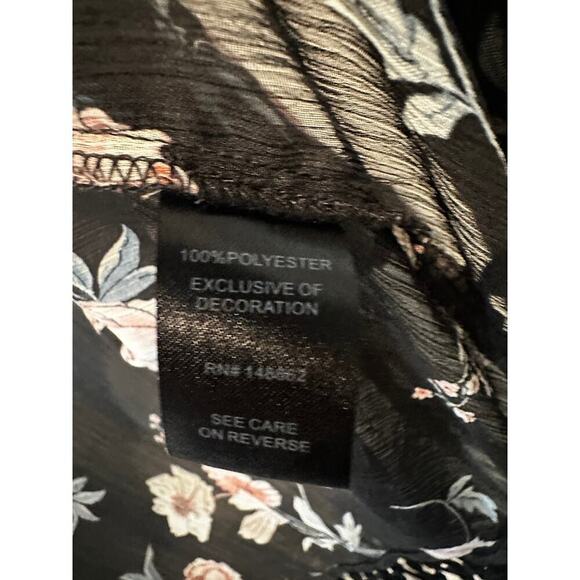 100%POLYESTER
EXCLUSIVE OF
DECORATION
RN#
SEE CARE
ON REVERSE